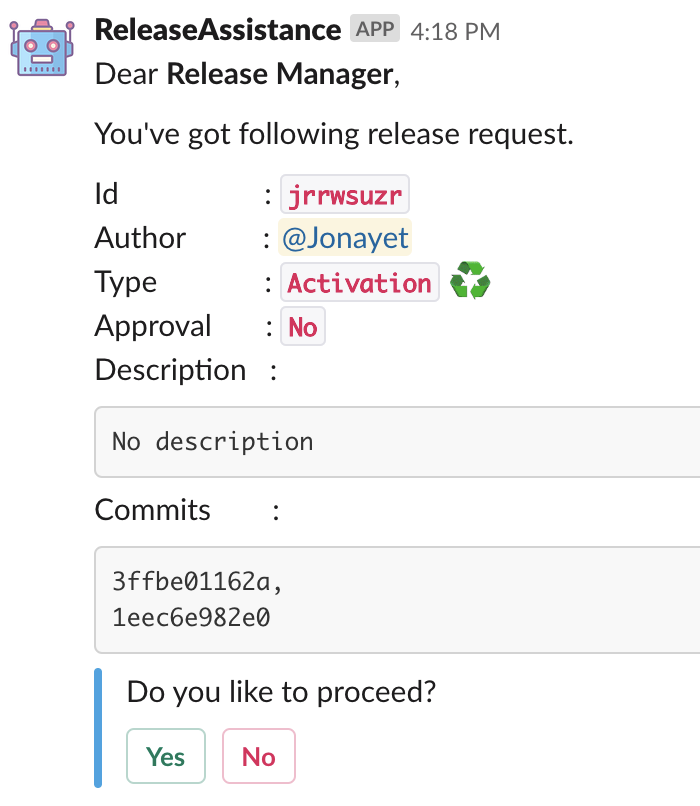 ReleaseAssistance APP 4:18 PM
Dear Release Manager,
You've got following release request.
Id : jrrwsuzr
Author : @Jonayet
Type : Activation
Approval : No
Description :
No description
Commits :
3ffbe01162a,
1eec6e982e0
Do you like to proceed?
Yes No